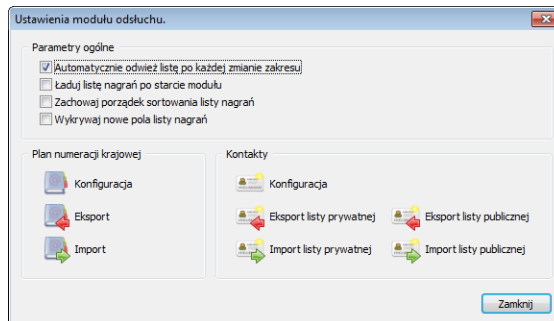 Ustawienia modułu odsłuchu.
Parametry ogólne
Automatycznie odwież listę po każdej zmianie zakresu
Ładuj listę nagrań po starcie modułu
Zachowaj porządek sortowania listy nagrań
Wykrywaj nowe pola listy nagrań
Plan numeracji krajowej
Konfiguracja
Eksport
Import
Kontakty
Konfiguracja
Eksport listy prywatnej
Eksport listy publicznej
Import listy prywatnej
Import listy publicznej
Zamknij